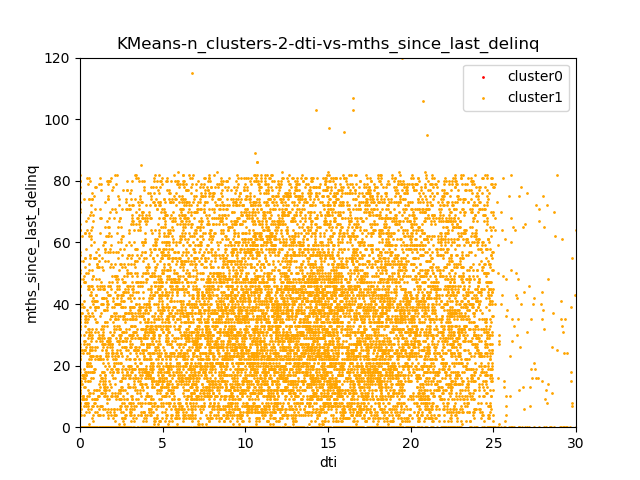 KMeans-n_clusters-2-dti-vs-mths_since_last_delinq
cluster0
cluster1
120
100
80
60
40
20
0
mths_since_last_delinq
0 5 10 15 20 25 30
dti